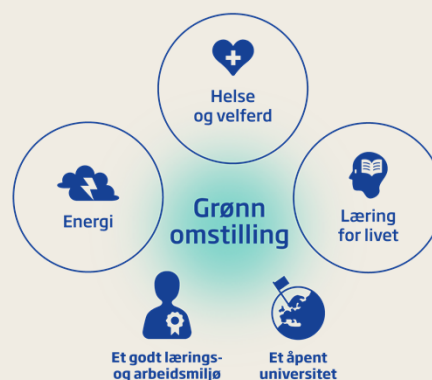 Helse
og velferd
Energi
Grønn
omstilling
Læring
for livet
Et godt lærings-
og arbeidsmiljø
Et åpent
universitet